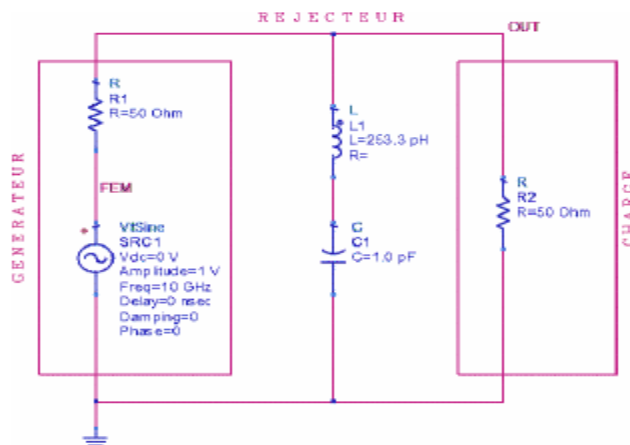 REJECTEUR
OUT
GENERATEUR
R
R1
R=50 Ohm
FEM
VtSine
SRC1
Vdc=0 V
Amplitude=1 V
Freq=10 GHz
Delay=0 nsec
Damping=0
Phase=0
L
L1
L=253.3 pH
R=
C
C1
C=1.0 pF
R
R2
R=50 Ohm
CHARGE